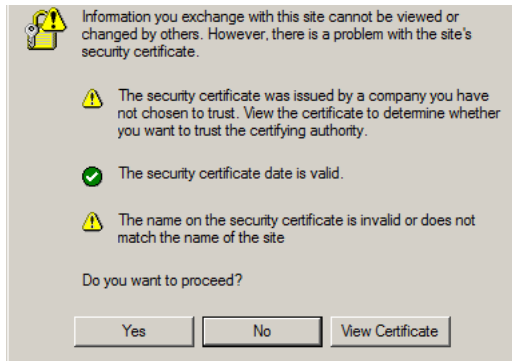 Information you exchange with this site cannot be viewed or
changed by others. However, there is a problem with the site's
security certificate.
The security certificate was issued by a company you have
not chosen to trust. View the certificate to determine whether
you want to trust the certifying authority.
The security certificate date is valid.
The name on the security certificate is invalid or does not
match the name of the site
Do you want to proceed?
Yes No View Certificate